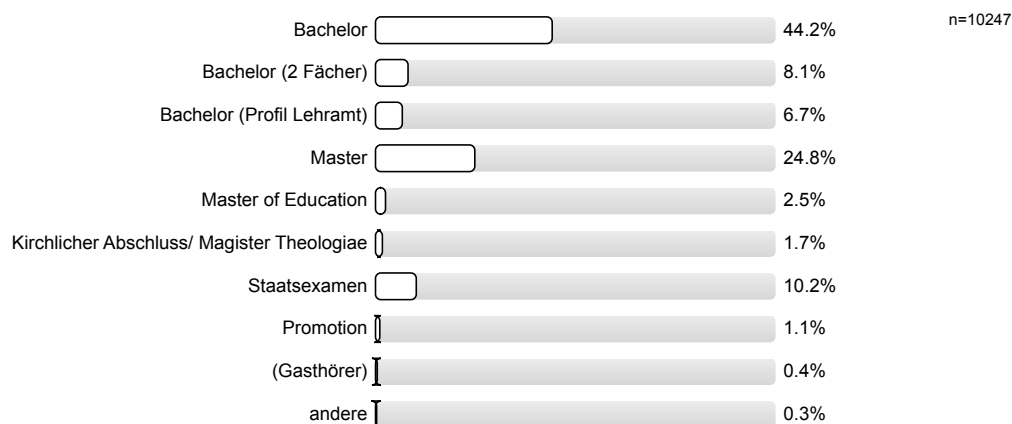 Bachelor 44.2% n=10247
Bachelor (2 Fächer) 8.1%
Bachelor (Profil Lehramt) 6.7%
Master 24.8%
Master of Education 2.5%
Kirchlicher Abschluss/ Magister Theologiae 1.7%
Staatsexamen 10.2%
Promotion 1.1%
(Gasthörer) 0.4%
andere 0.3%